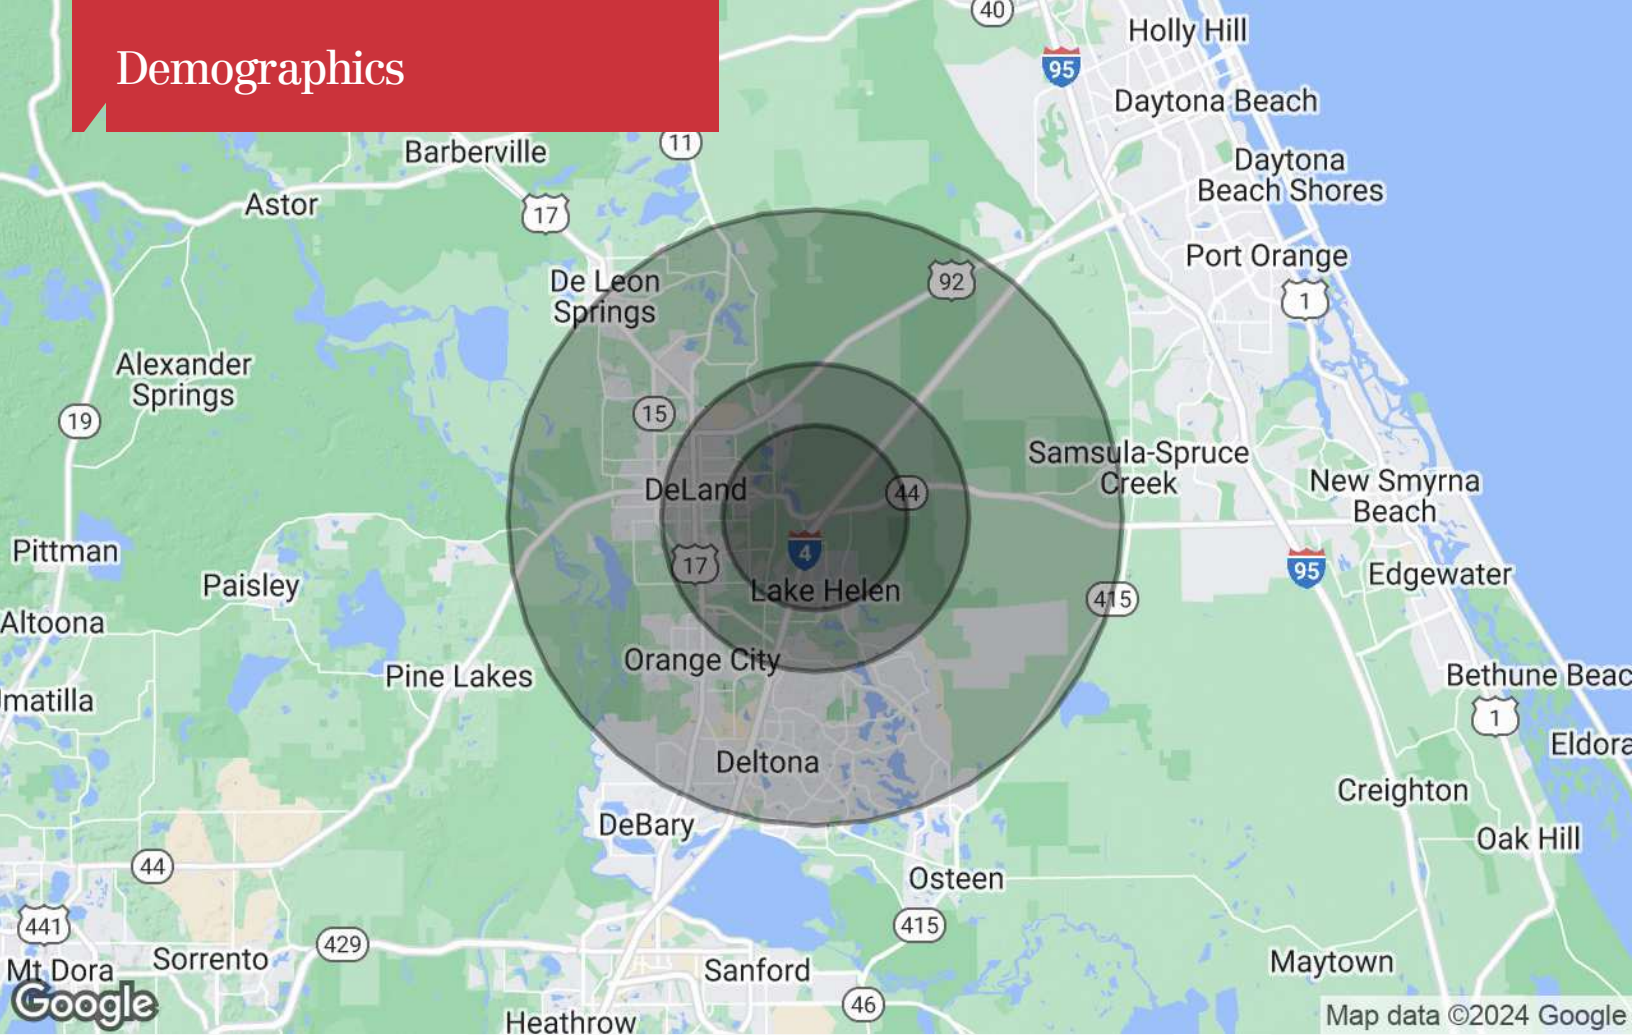 Demographics
40
Holly Hill
95
Daytona Beach
11
Barberville
Daytona
Beach Shores
Astor
17
Port Orange
De Leon
Springs
92
1
Alexander
Springs
19
15
Samsula-Spruce
Creek
DeLand
44
New Smyrna
Beach
Pittman
4
17
95
Edgewater
Paisley
Lake Helen
415
Altoona
Orange City
Pine Lakes
Bethune Beac
matilla
1
Eldora
Deltona
Creighton
DeBary
Oak Hill
44
Osteen
441
415
429
Sorrento
Maytown
Mt Dora
Sanford
Google
46
Heathrow
Map data ©2024 Google